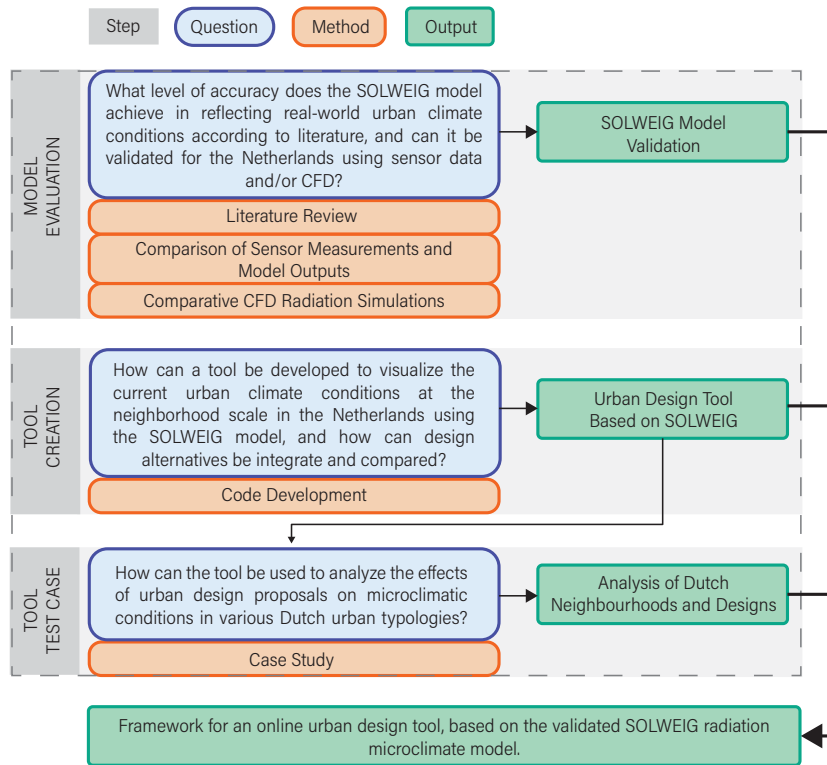 Step
Question
Method
Output
MODEL
EVALUATION
What level of accuracy does the SOLWEIG model
achieve in reflecting real-world urban climate
conditions according to literature, and can it be
validated for the Netherlands using sensor data
and/or CFD?
SOLWEIG Model
Validation
Literature Review
Comparison of Sensor Measurements and
Model Outputs
Comparative CFD Radiation Simulations
TOOL
CREATION
How can a tool be developed to visualize the
current urban climate conditions at the
neighborhood scale in the Netherlands using
the SOLWEIG model, and how can design
alternatives be integrate and compared?
Urban Design Tool
Based on SOLWEIG
Code Development
TOOL
TEST CASE
How can the tool be used to analyze the effects
of urban design proposals on microclimatic
conditions in various Dutch urban typologies?
Analysis of Dutch
Neighbourhoods and Designs
Case Study
Framework for an online urban design tool, based on the validated SOLWEIG radiation
microclimate model.